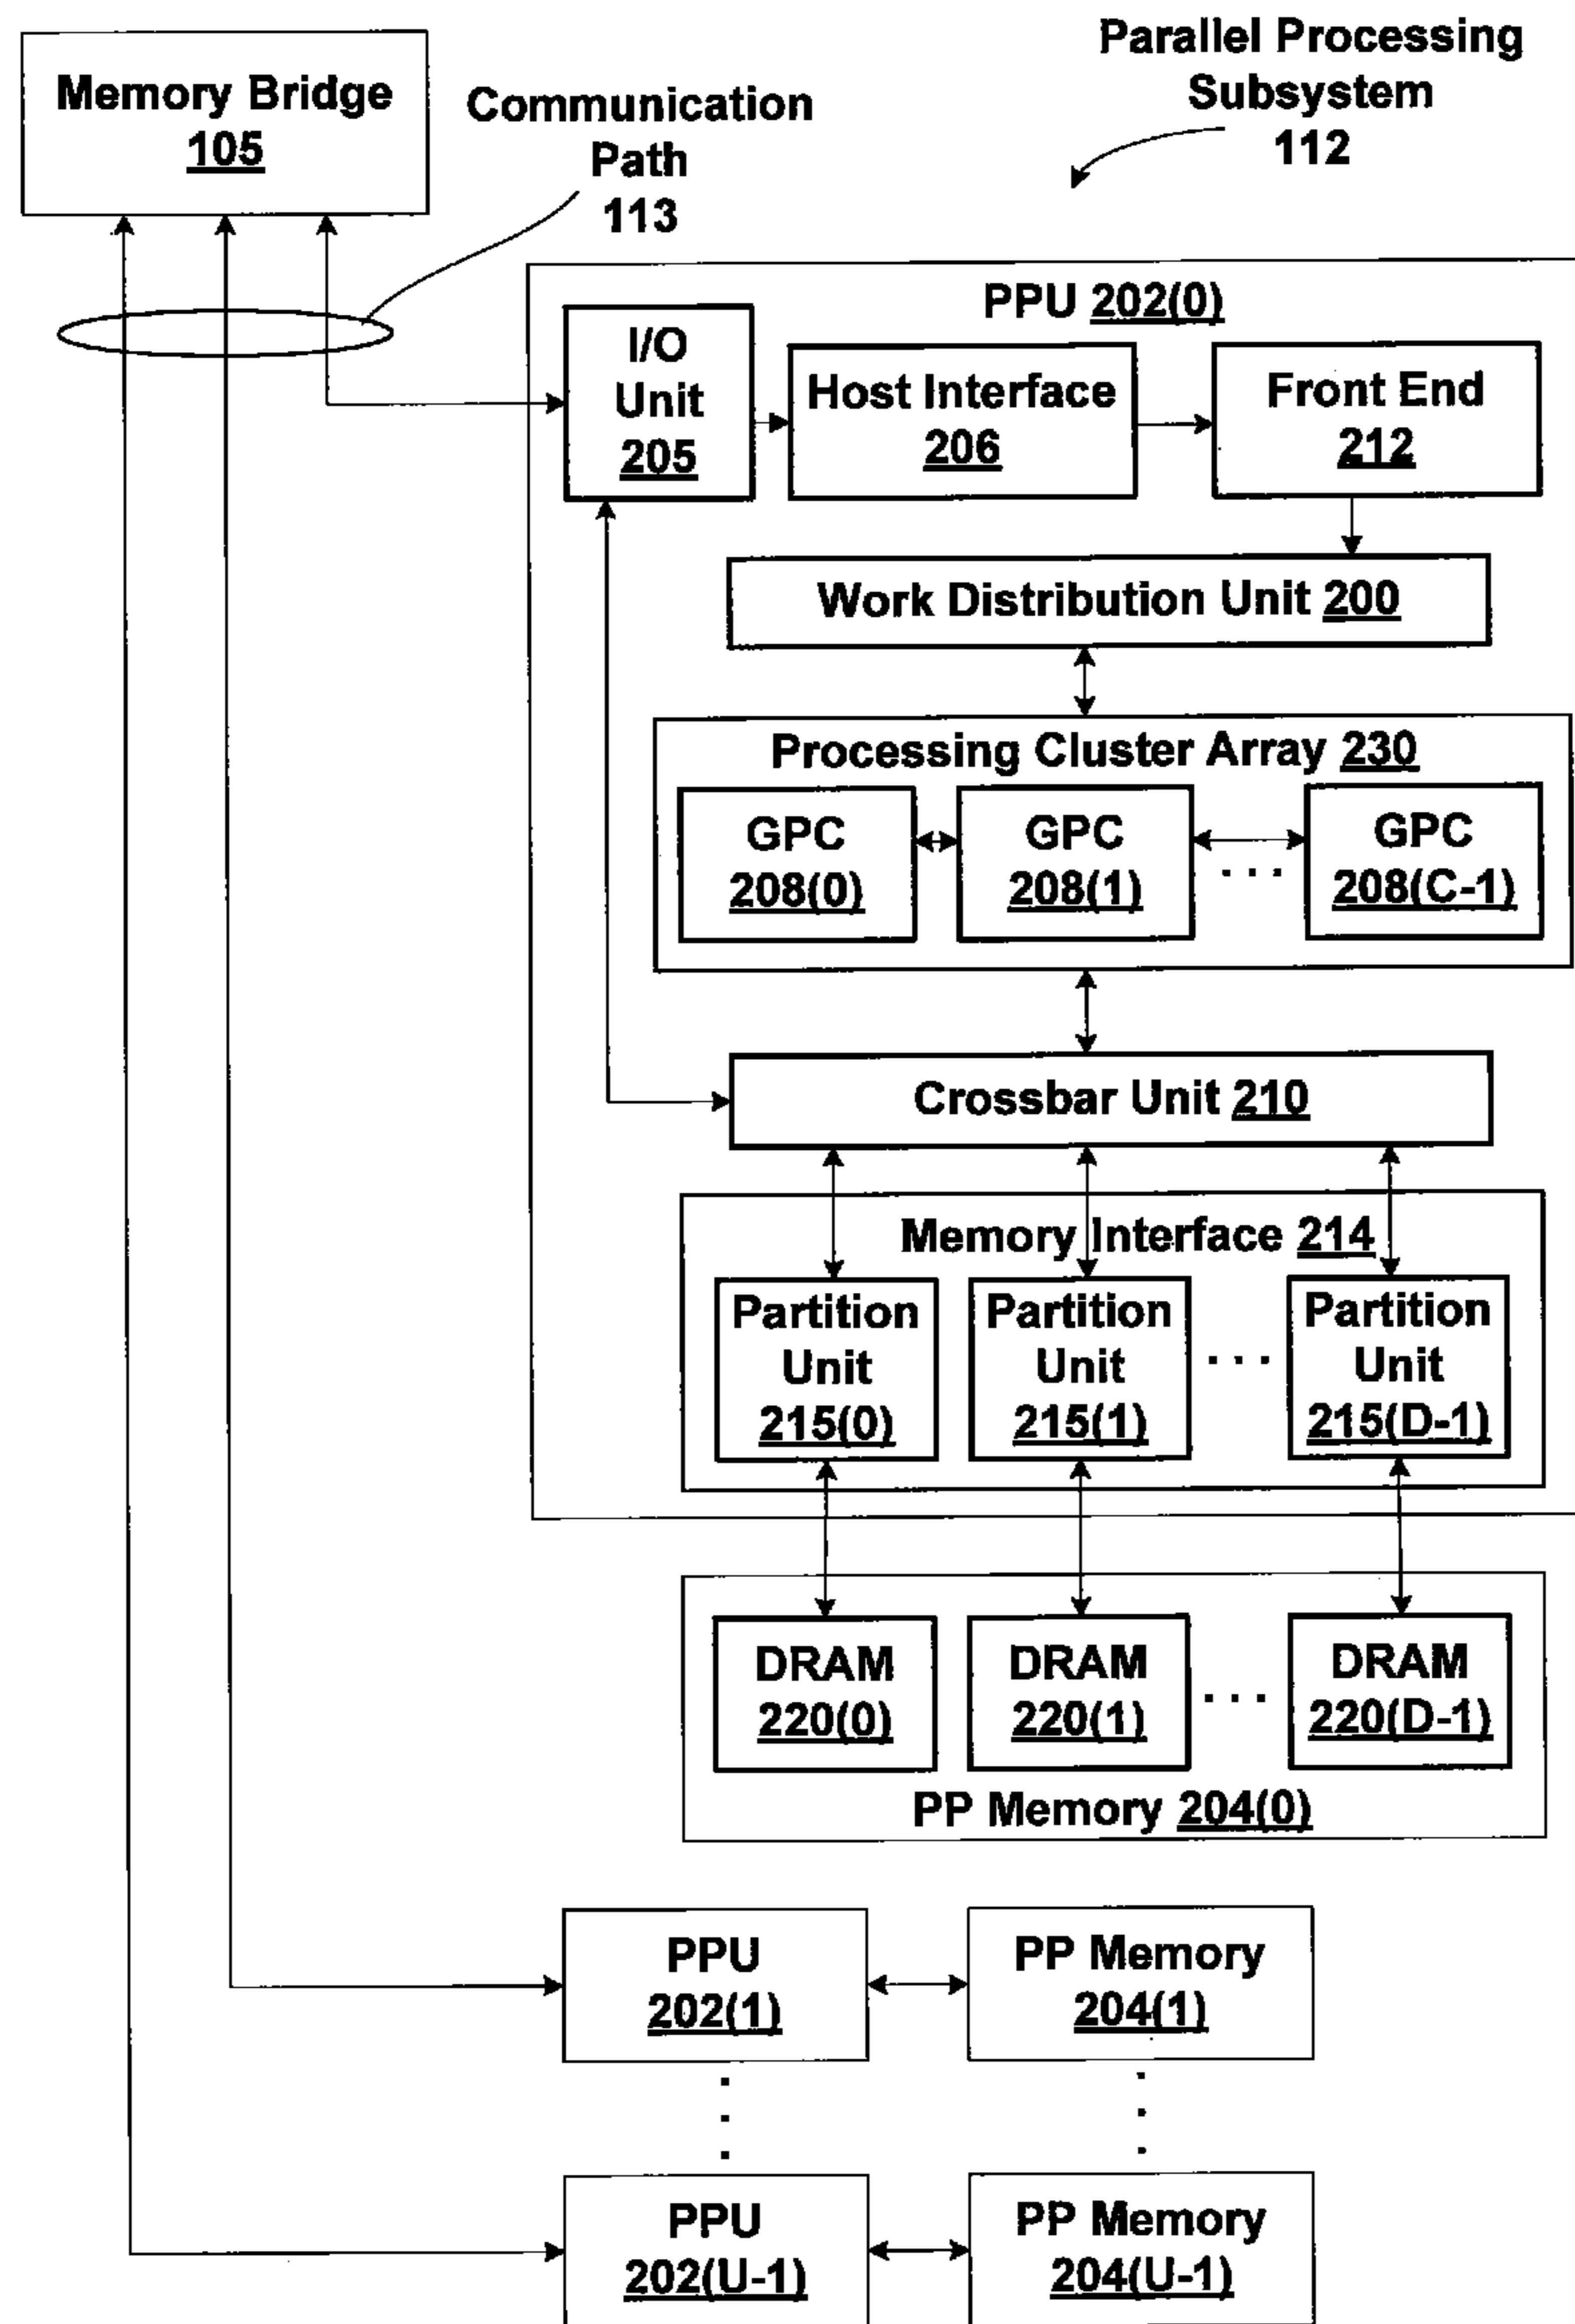 Parallel Processing
Subsystem
112
Memory Bridge
105
Communication
Path
113
PPU 202(0)
I/O
Unit
205
Host Interface
206
Front End
212
Work Distribution Unit 200
Processing Cluster Array 230
GPC
208(0)
GPC
208(1)
. . .
GPC
208(C-1)
Crossbar Unit 210
Memory Interface 214
Partition
Unit
215(0)
Partition
Unit
215(1)
. . .
Partition
Unit
215(D-1)
DRAM
220(0)
DRAM
220(1)
. . .
DRAM
220(D-1)
PP Memory 204(0)
PPU
202(1)
PP Memory
204(1)
PPU
202(U-1)
PP Memory
204(U-1)